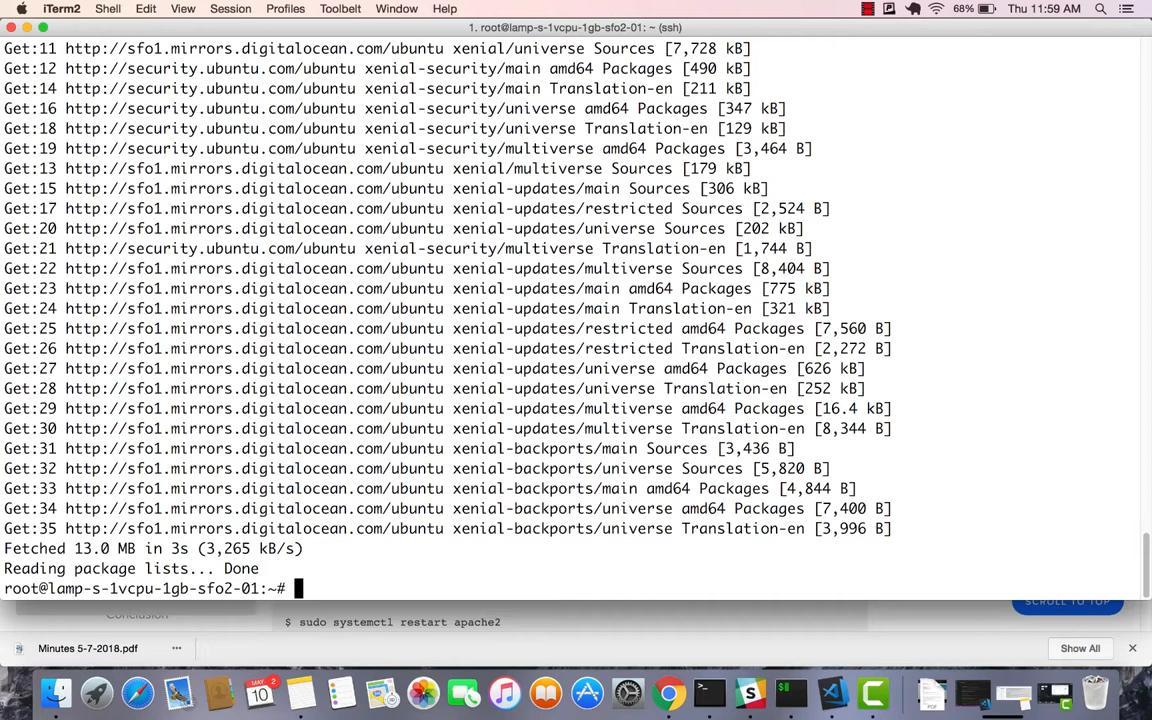 iTerm2 Shell Edit View Session Profiles Toolbelt Window Help 68% Thu 11:59 AM
1. root@lamp-s-1vcpu-1gb-sfo2-01: ~ (ssh)
Get:11 http://sfo1.mirrors.digitalocean.com/ubuntu xenial/universe Sources [7,728 kB]
Get:12 http://security.ubuntu.com/ubuntu xenial-security/main amd64 Packages [490 kB]
Get:14 http://security.ubuntu.com/ubuntu xenial-security/main Translation-en [211 kB]
Get:16 http://security.ubuntu.com/ubuntu xenial-security/universe amd64 Packages [347 kB]
Get:18 http://security.ubuntu.com/ubuntu xenial-security/universe Translation-en [129 kB]
Get:19 http://security.ubuntu.com/ubuntu xenial-security/multiverse amd64 Packages [3,464 B]
Get:13 http://sfo1.mirrors.digitalocean.com/ubuntu xenial/multiverse Sources [179 kB]
Get:15 http://sfo1.mirrors.digitalocean.com/ubuntu xenial-updates/main Sources [306 kB]
Get:17 http://sfo1.mirrors.digitalocean.com/ubuntu xenial-updates/restricted Sources [2,524 B]
Get:20 http://sfo1.mirrors.digitalocean.com/ubuntu xenial-updates/universe Sources [202 kB]
Get:21 http://security.ubuntu.com/ubuntu xenial-security/multiverse Translation-en [1,744 B]
Get:22 http://sfo1.mirrors.digitalocean.com/ubuntu xenial-updates/multiverse Sources [8,404 B]
Get:23 http://sfo1.mirrors.digitalocean.com/ubuntu xenial-updates/main amd64 Packages [775 kB]
Get:24 http://sfo1.mirrors.digitalocean.com/ubuntu xenial-updates/main Translation-en [321 kB]
Get:25 http://sfo1.mirrors.digitalocean.com/ubuntu xenial-updates/restricted amd64 Packages [7,560 B]
Get:26 http://sfo1.mirrors.digitalocean.com/ubuntu xenial-updates/restricted Translation-en [2,272 B]
Get:27 http://sfo1.mirrors.digitalocean.com/ubuntu xenial-updates/universe amd64 Packages [626 kB]
Get:28 http://sfo1.mirrors.digitalocean.com/ubuntu xenial-updates/universe Translation-en [252 kB]
Get:29 http://sfo1.mirrors.digitalocean.com/ubuntu xenial-updates/multiverse amd64 Packages [16.4 kB]
Get:30 http://sfo1.mirrors.digitalocean.com/ubuntu xenial-updates/multiverse Translation-en [8,344 B]
Get:31 http://sfo1.mirrors.digitalocean.com/ubuntu xenial-backports/main Sources [3,436 B]
Get:32 http://sfo1.mirrors.digitalocean.com/ubuntu xenial-backports/universe Sources [5,820 B]
Get:33 http://sfo1.mirrors.digitalocean.com/ubuntu xenial-backports/main amd64 Packages [4,844 B]
Get:34 http://sfo1.mirrors.digitalocean.com/ubuntu xenial-backports/universe amd64 Packages [7,400 B]
Get:35 http://sfo1.mirrors.digitalocean.com/ubuntu xenial-backports/universe Translation-en [3,996 B]
Fetched 13.0 MB in 3s (3,265 kB/s)
Reading package lists... Done
root@lamp-s-1vcpu-1gb-sfo2-01:~#
SCROLL TO TOP
Conclusion
$ sudo systemctl restart apache2
Minutes 5-7-2018.pdf
Show All
MAY
10
2